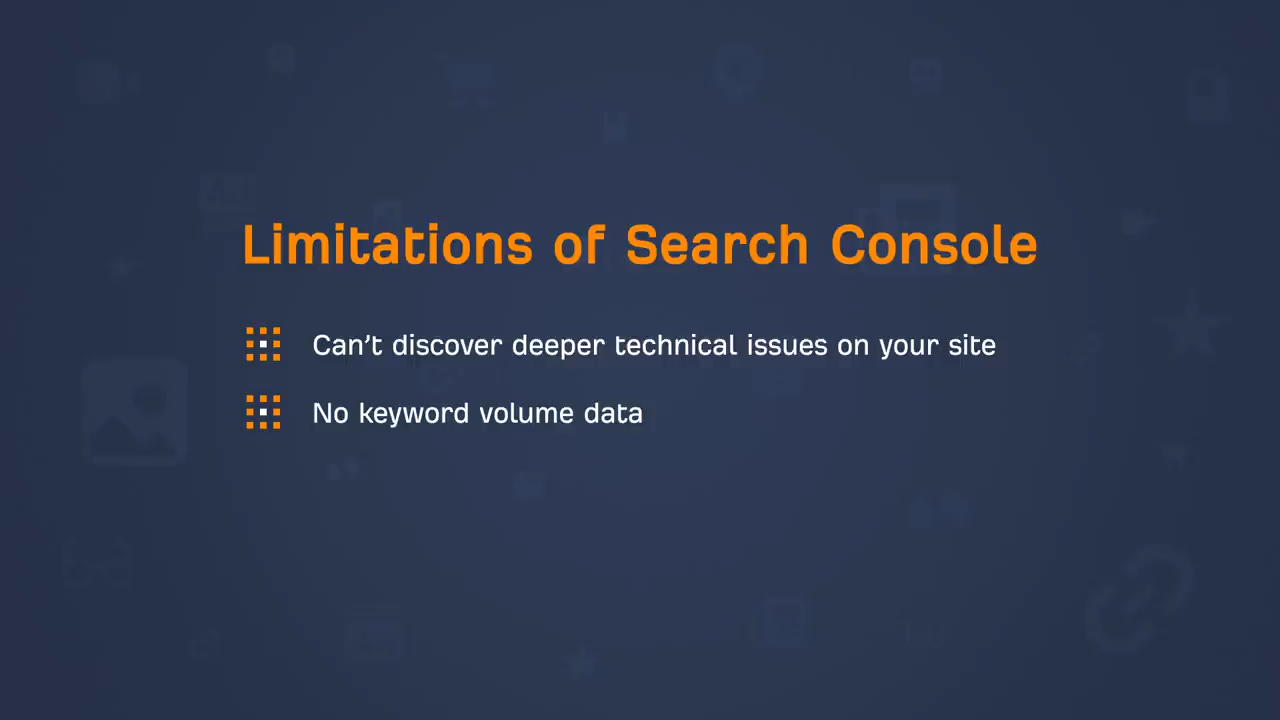 Limitations of Search Console
Can’t discover deeper technical issues on your site
No keyword volume data